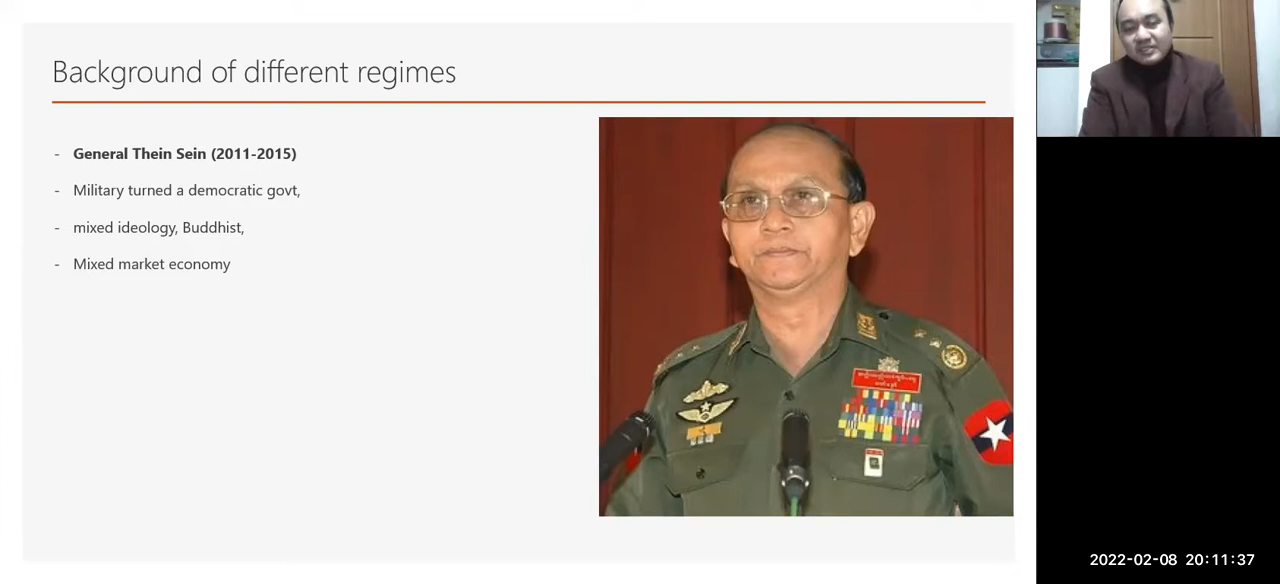 Background of different regimes
- General Thein Sein (2011-2015)
- Military turned a democratic govt,
- mixed ideology, Buddhist,
- Mixed market economy
2022-02-08 20:11:37